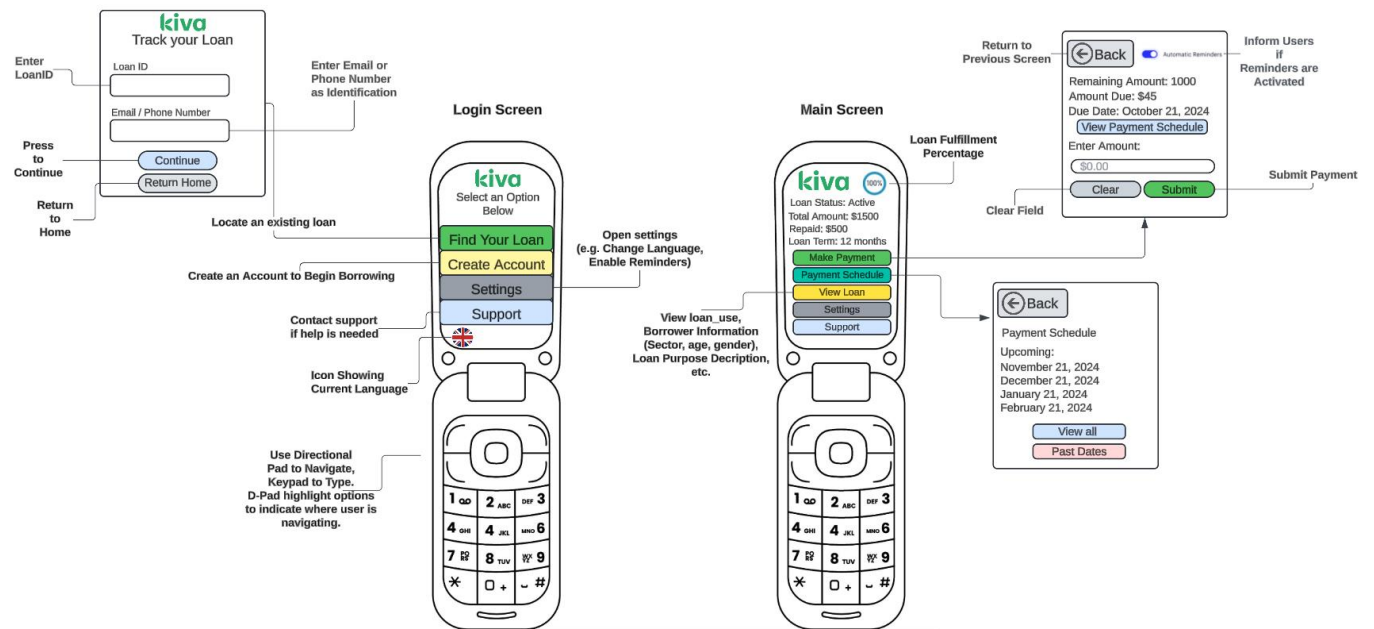 kiva
Track your Loan
Loan ID
Email / Phone Number
Continue
Return Home
Enter
LoanID
Enter Email or
Phone Number
as Identification
Press
to
Continue
Return
to
Home
Locate an existing loan
Create an Account to Begin Borrowing
Contact support
if help is needed
Icon Showing
Current Language
Use Directional
Pad to Navigate,
Keypad to Type.
D-Pad highlight options
to indicate where user is
navigating.
Login Screen
kiva
Select an Option
Below
Find Your Loan
Create Account
Settings
Support
Open settings
(e.g. Change Language,
Enable Reminders)
1 2 ABC DEF 3
4 GHI 4 JKL MNO 6
7 PQRS 8 TUV WXYZ 9
* 0 + #
Main Screen
Loan Fulfillment
Percentage
kiva 100%
Loan Status: Active
Total Amount: $1500
Repaid: $500
Loan Term: 12 months
Make Payment
Payment Schedule
View Loan
Settings
Support
View loan_use,
Borrower Information
(Sector, age, gender),
Loan Purpose Decription,
etc.
1 2 ABC DEF 3
4 GHI 4 JKL MNO 6
7 PQRS 8 TUV WXYZ 9
* 0 + #
Return to
Previous Screen
Back Automatic Reminders
Inform Users
if
Reminders are
Activated
Remaining Amount: 1000
Amount Due: $45
Due Date: October 21, 2024
View Payment Schedule
Enter Amount:
$0.00
Clear Submit
Clear Field
Submit Payment
Back
Payment Schedule
Upcoming:
November 21, 2024
December 21, 2024
January 21, 2024
February 21, 2024
View all
Past Dates